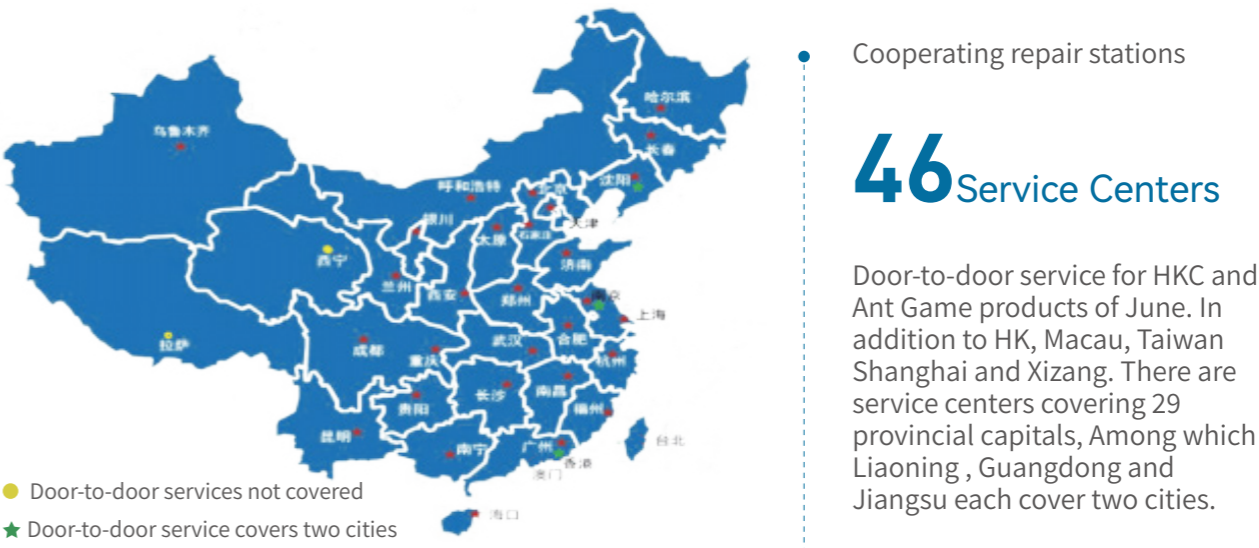 哈尔滨
乌鲁木齐
长春
沈阳
呼和浩特
北京
天津
银川
太原
石家庄
济南
西宁
兰州
西安
郑州
南京
上海
拉萨
成都
重庆
武汉
合肥
杭州
长沙
南昌
贵阳
福州
昆明
南宁
广州
台北
香港
澳门
海口
Door-to-door services not covered
Door-to-door service covers two cities
Cooperating repair stations
46 Service Centers
Door-to-door service for HKC and
Ant Game products of June. In
addition to HK, Macau, Taiwan
Shanghai and Xizang. There are
service centers covering 29
provincial capitals, Among which
Liaoning , Guangdong and
Jiangsu each cover two cities.